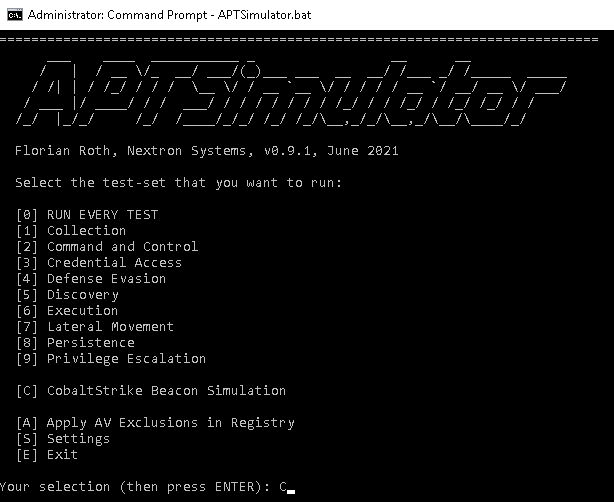 Administrator: Command Prompt - APTSimulator.bat
===========================================================================
APTSimulator
Florian Roth, Nextron Systems, v0.9.1, June 2021
Select the test-set that you want to run:
[0] RUN EVERY TEST
[1] Collection
[2] Command and Control
[3] Credential Access
[4] Defense Evasion
[5] Discovery
[6] Execution
[7] Lateral Movement
[8] Persistence
[9] Privilege Escalation
[C] CobaltStrike Beacon Simulation
[A] Apply AV Exclusions in Registry
[S] Settings
[E] Exit
Your selection (then press ENTER): C